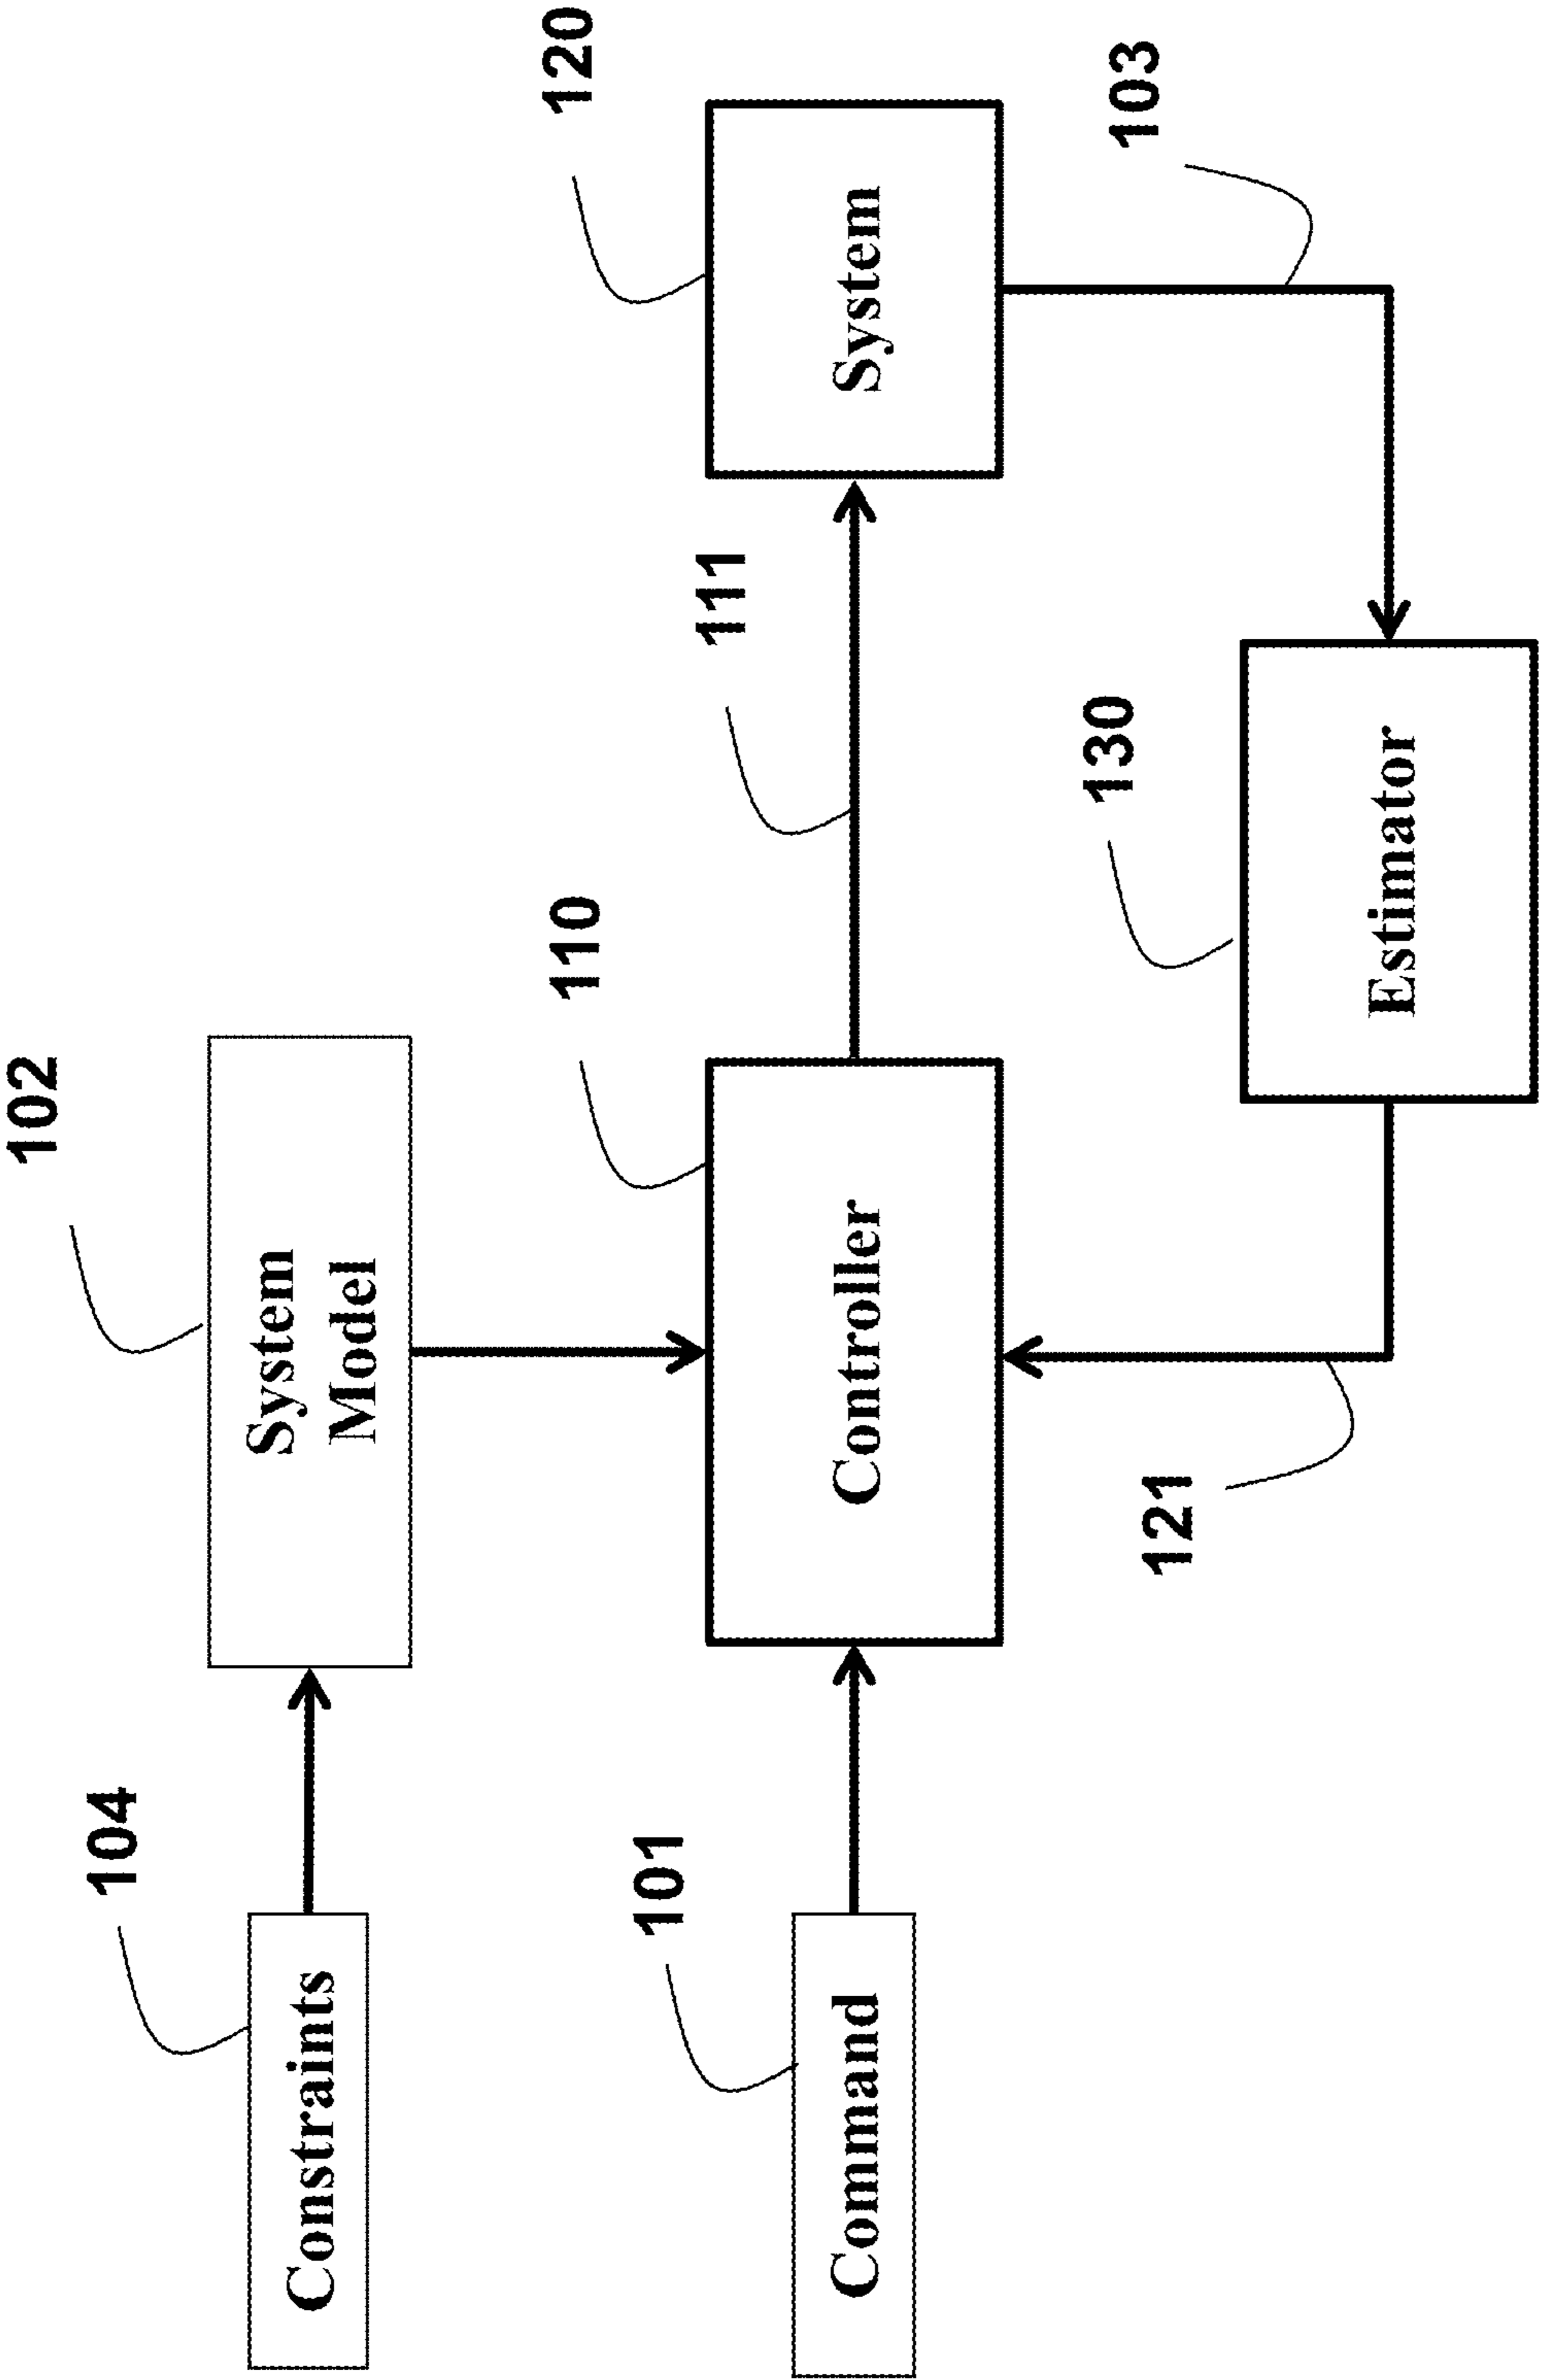 102
104
System
Model
Constraints
110
111
120
101
Controller
System
Command
121
130
103
Estimator